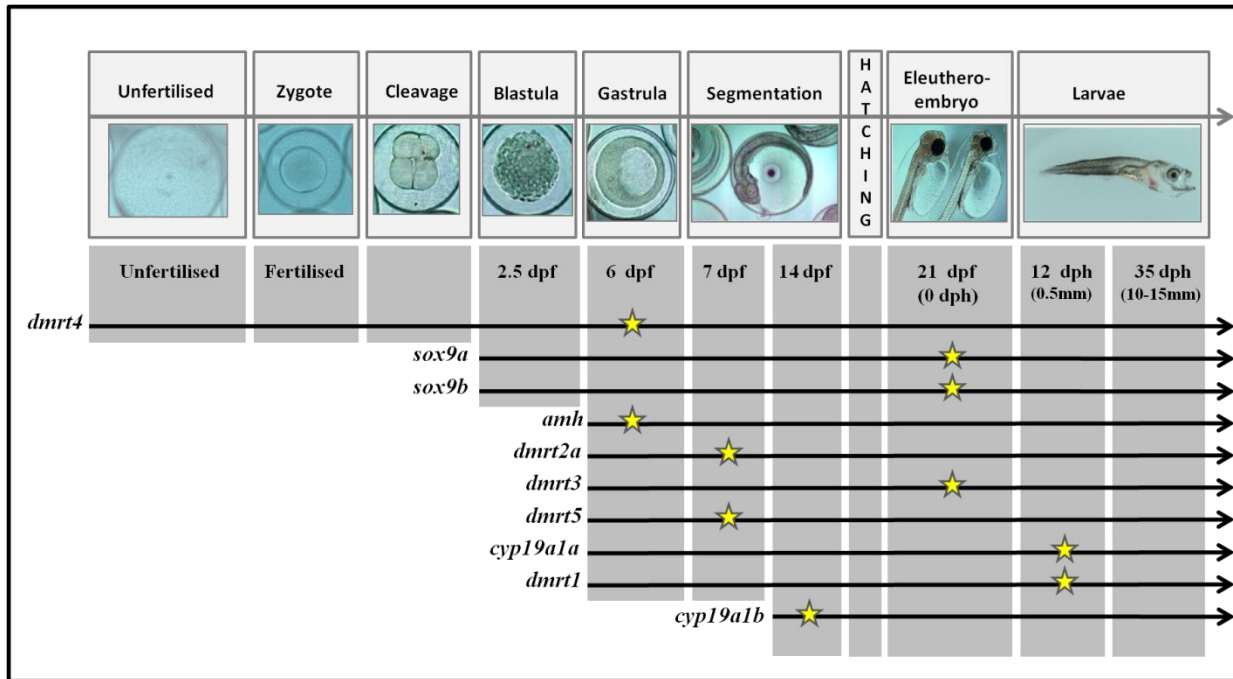 Unfertilised
Zygote
Cleavage
Blastula
Gastrula
Segmentation
HATCHING
Eleuthero-
embryo
Larvae
Unfertilised
Fertilised
2.5 dpf
6 dpf
7 dpf
14 dpf
21 dpf
(0 dph)
12 dph
(0.5mm)
35 dph
(10-15mm)
dmrt4
sox9a
sox9b
amh
dmrt2a
dmrt3
dmrt5
cyp19a1a
dmrt1
cyp19a1b